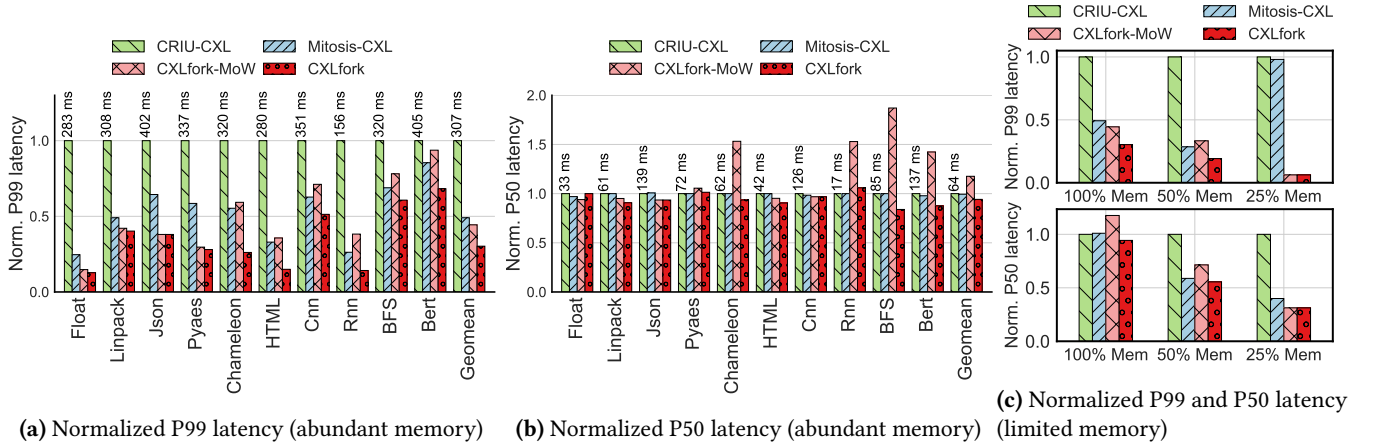 CRIU-CXL
Mitosis-CXL
CXLfork-MoW
CXLfork
Norm. P99 latency
1.0
0.5
0.0
283 ms
308 ms
402 ms
337 ms
320 ms
280 ms
351 ms
156 ms
320 ms
405 ms
307 ms
Float
Linpack
Json
Pyaes
Chameleon
HTML
Cnn
Rnn
BFS
Bert
Geomean
(a) Normalized P99 latency (abundant memory)
CRIU-CXL
Mitosis-CXL
CXLfork-MoW
CXLfork
Norm. P50 latency
2.0
1.5
1.0
0.5
0.0
33 ms
61 ms
139 ms
72 ms
62 ms
42 ms
126 ms
17 ms
85 ms
137 ms
64 ms
Float
Linpack
Json
Pyaes
Chameleon
HTML
Cnn
Rnn
BFS
Bert
Geomean
(b) Normalized P50 latency (abundant memory)
CRIU-CXL
Mitosis-CXL
CXLfork-MoW
CXLfork
Norm. P99 latency
1.0
0.5
0.0
100% Mem
50% Mem
25% Mem
Norm. P50 latency
1.0
0.5
0.0
100% Mem
50% Mem
25% Mem
(c) Normalized P99 and P50 latency
(limited memory)